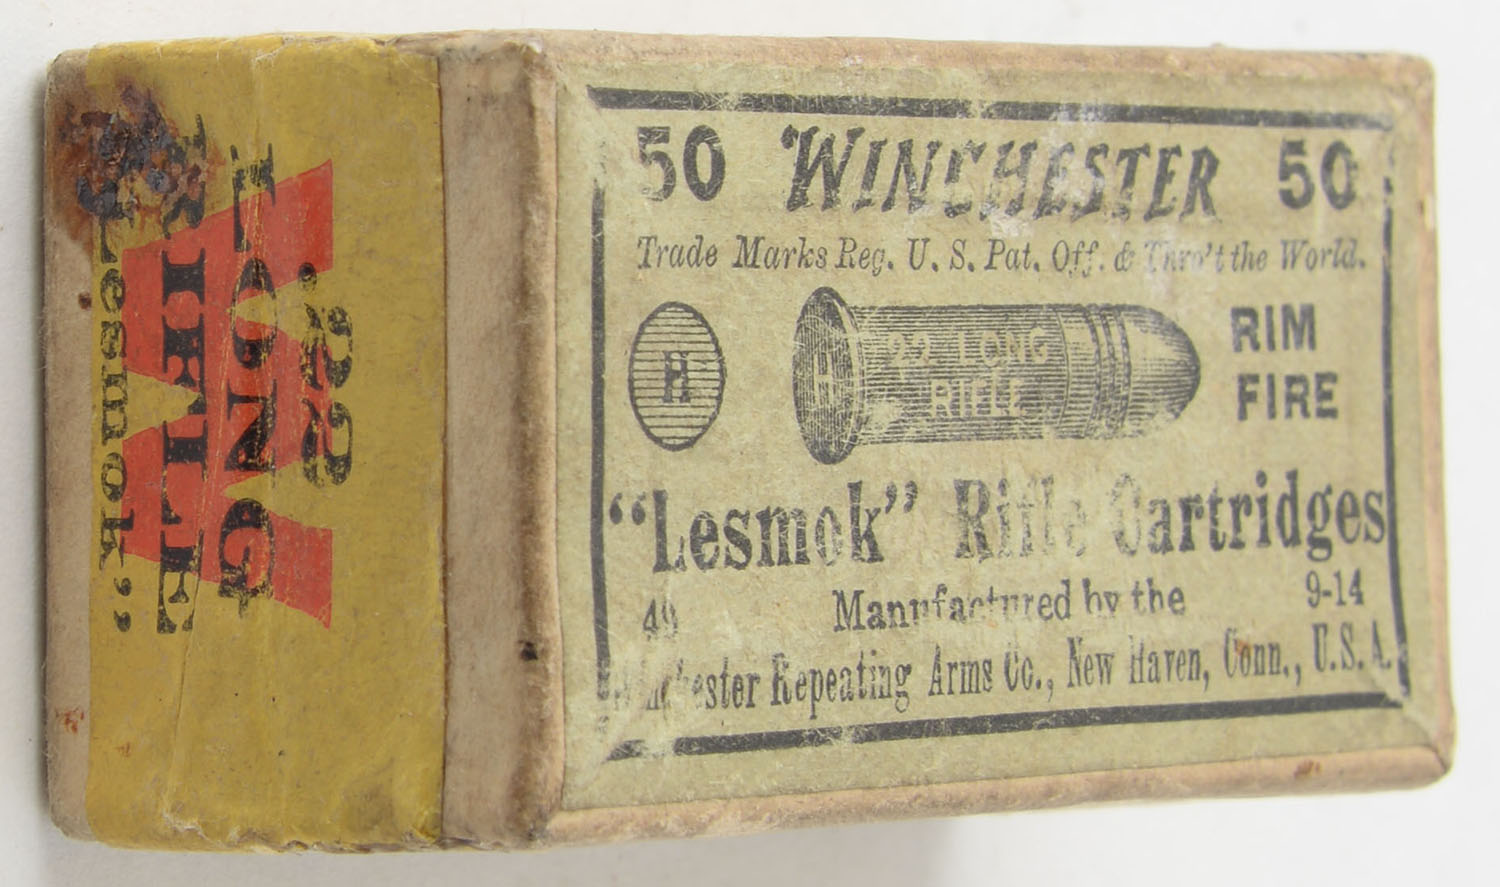 50 WINCHESTER 50
Trade Marks Reg. U. S. Pat. Off. & Thro't the World.
H
H
22 LONG
RIFLE
RIM
FIRE
"Lesmok" Rifle Cartridges
49
Manufactured by the
9-14
Winchester Repeating Arms Co., New Haven, Conn., U.S.A.
W
.22
LONG
RIFLE
"Lesmok"